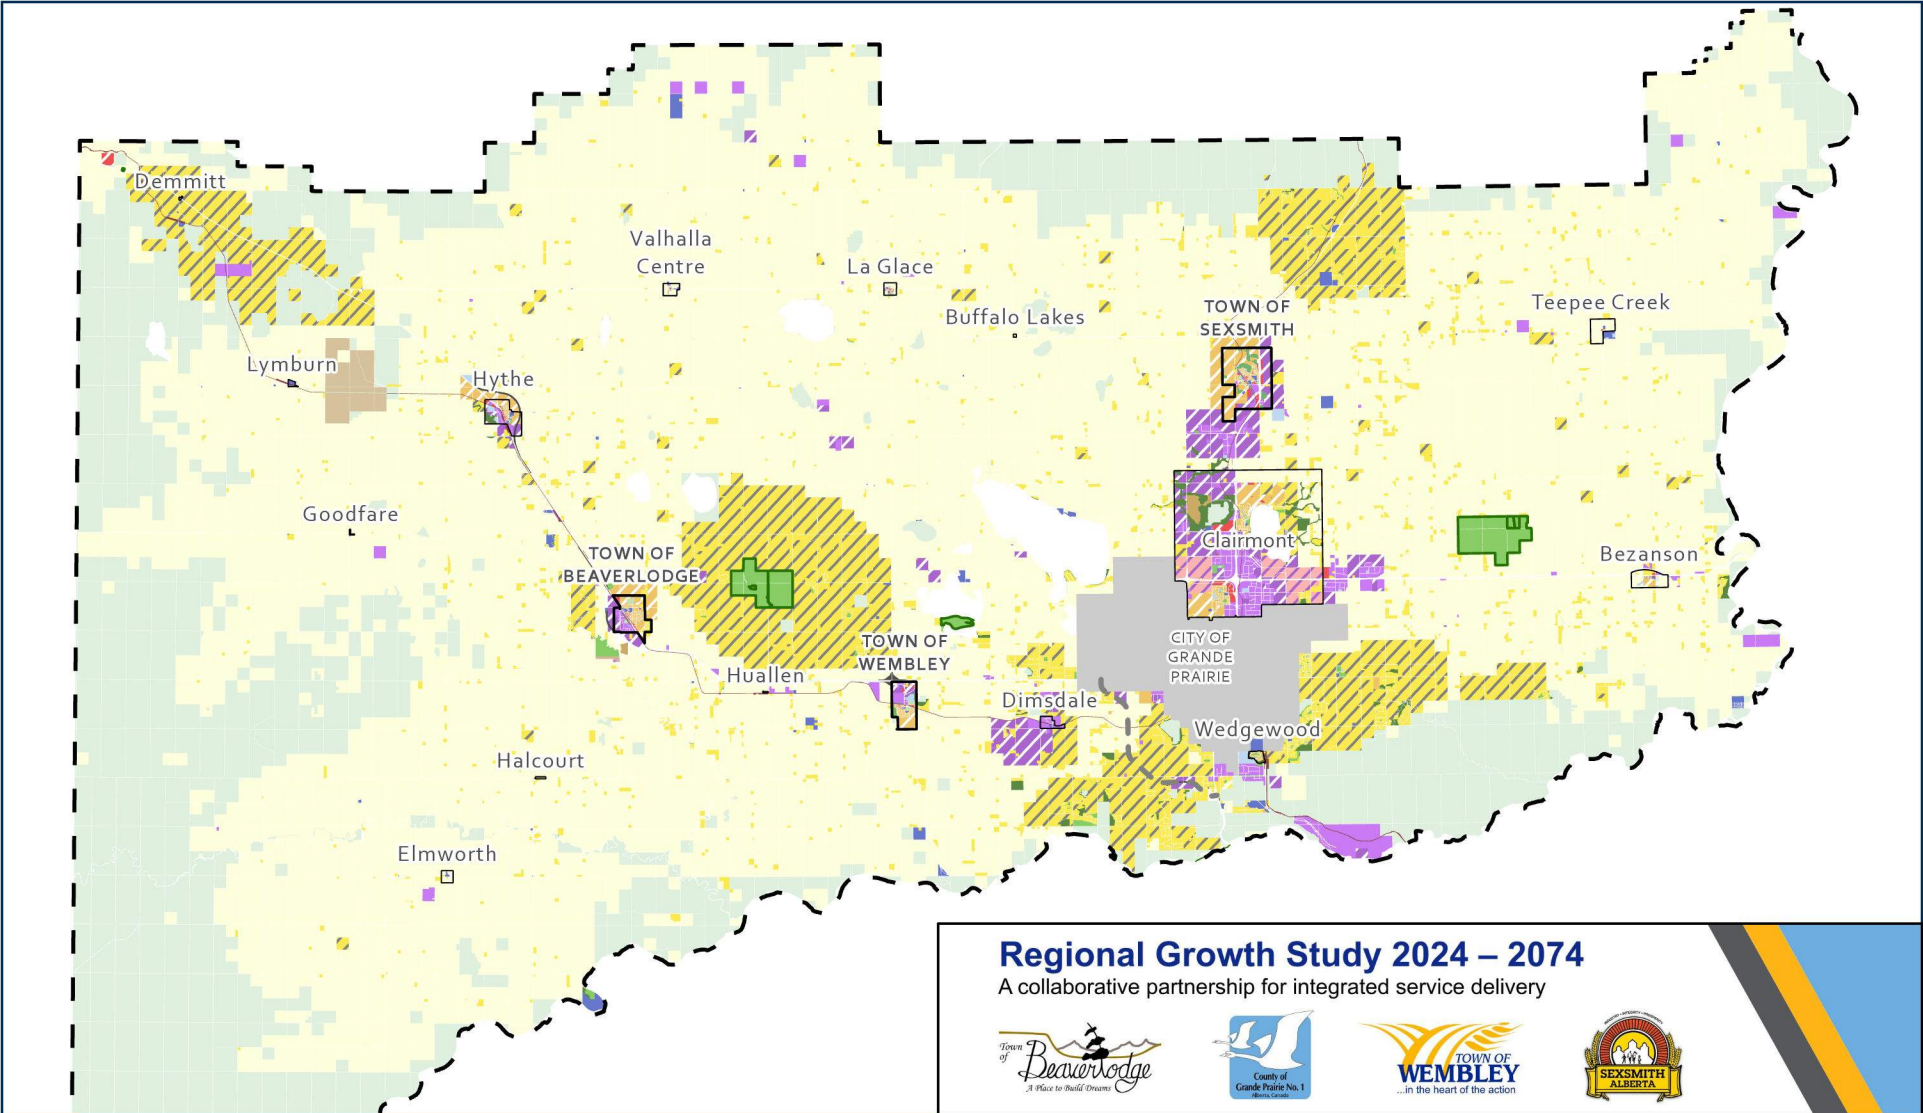 Demmitt
Valhalla
Centre
La Glace
Buffalo Lakes
TOWN OF
SEXSMITH
Teepee Creek
Lymburn
Hythe
Goodfare
Clairmont
TOWN OF
BEAVERLODGE
Bezanson
TOWN OF
WEMBLEY
CITY OF
GRANDE
PRAIRIE
Huallen
Dimsdale
Wedgewood
Halcourt
Elmworth
Regional Growth Study 2024 – 2074
A collaborative partnership for integrated service delivery
Town
of
Beaverlodge
A Place to Build Dreams
County of
Grande Prairie No. 1
Alberta, Canada
TOWN OF
WEMBLEY
...in the heart of the action
SEXSMITH
ALBERTA